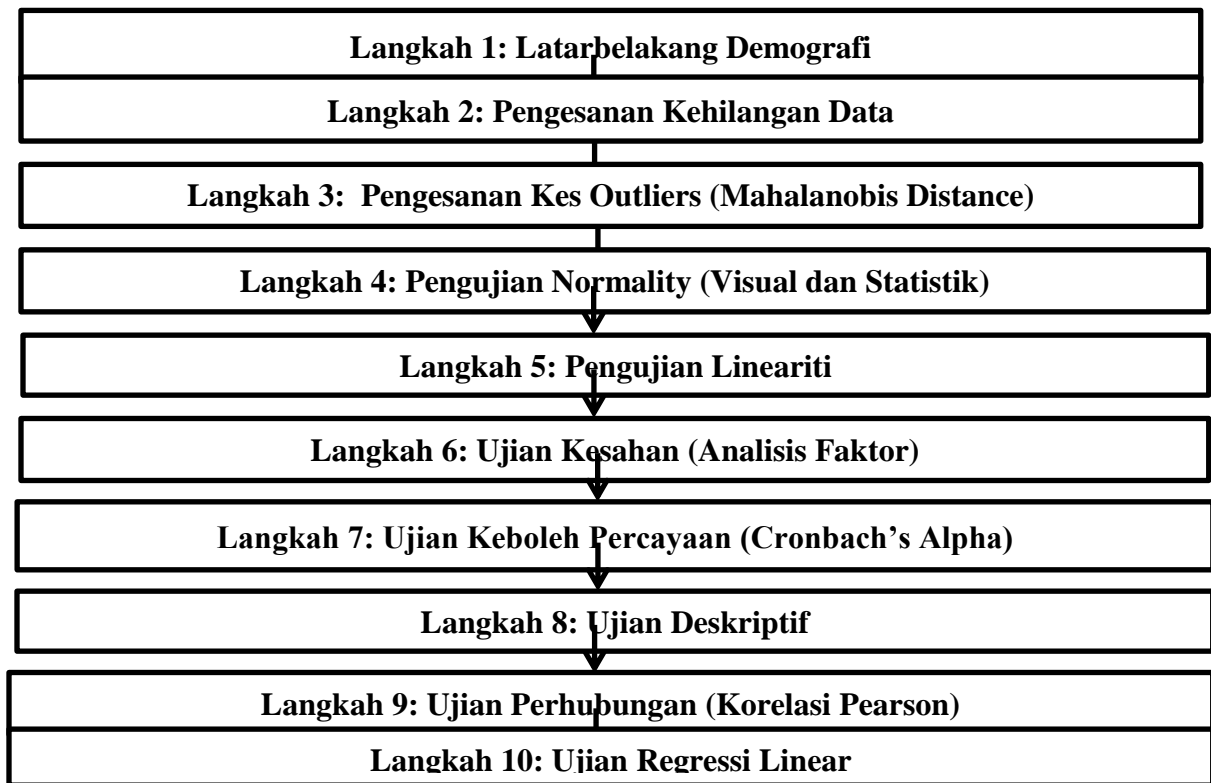 Langkah 1: Latarbelakang Demografi
Langkah 2: Pengesanan Kehilangan Data
Langkah 3:  Pengesanan Kes Outliers (Mahalanobis Distance)
Langkah 4: Pengujian Normality (Visual dan Statistik)
Langkah 5: Pengujian Lineariti
Langkah 6: Ujian Kesahan (Analisis Faktor)
Langkah 7: Ujian Keboleh Percayaan (Cronbach’s Alpha)
Langkah 8: Ujian Deskriptif
Langkah 9: Ujian Perhubungan (Korelasi Pearson)
Langkah 10: Ujian Regressi Linear